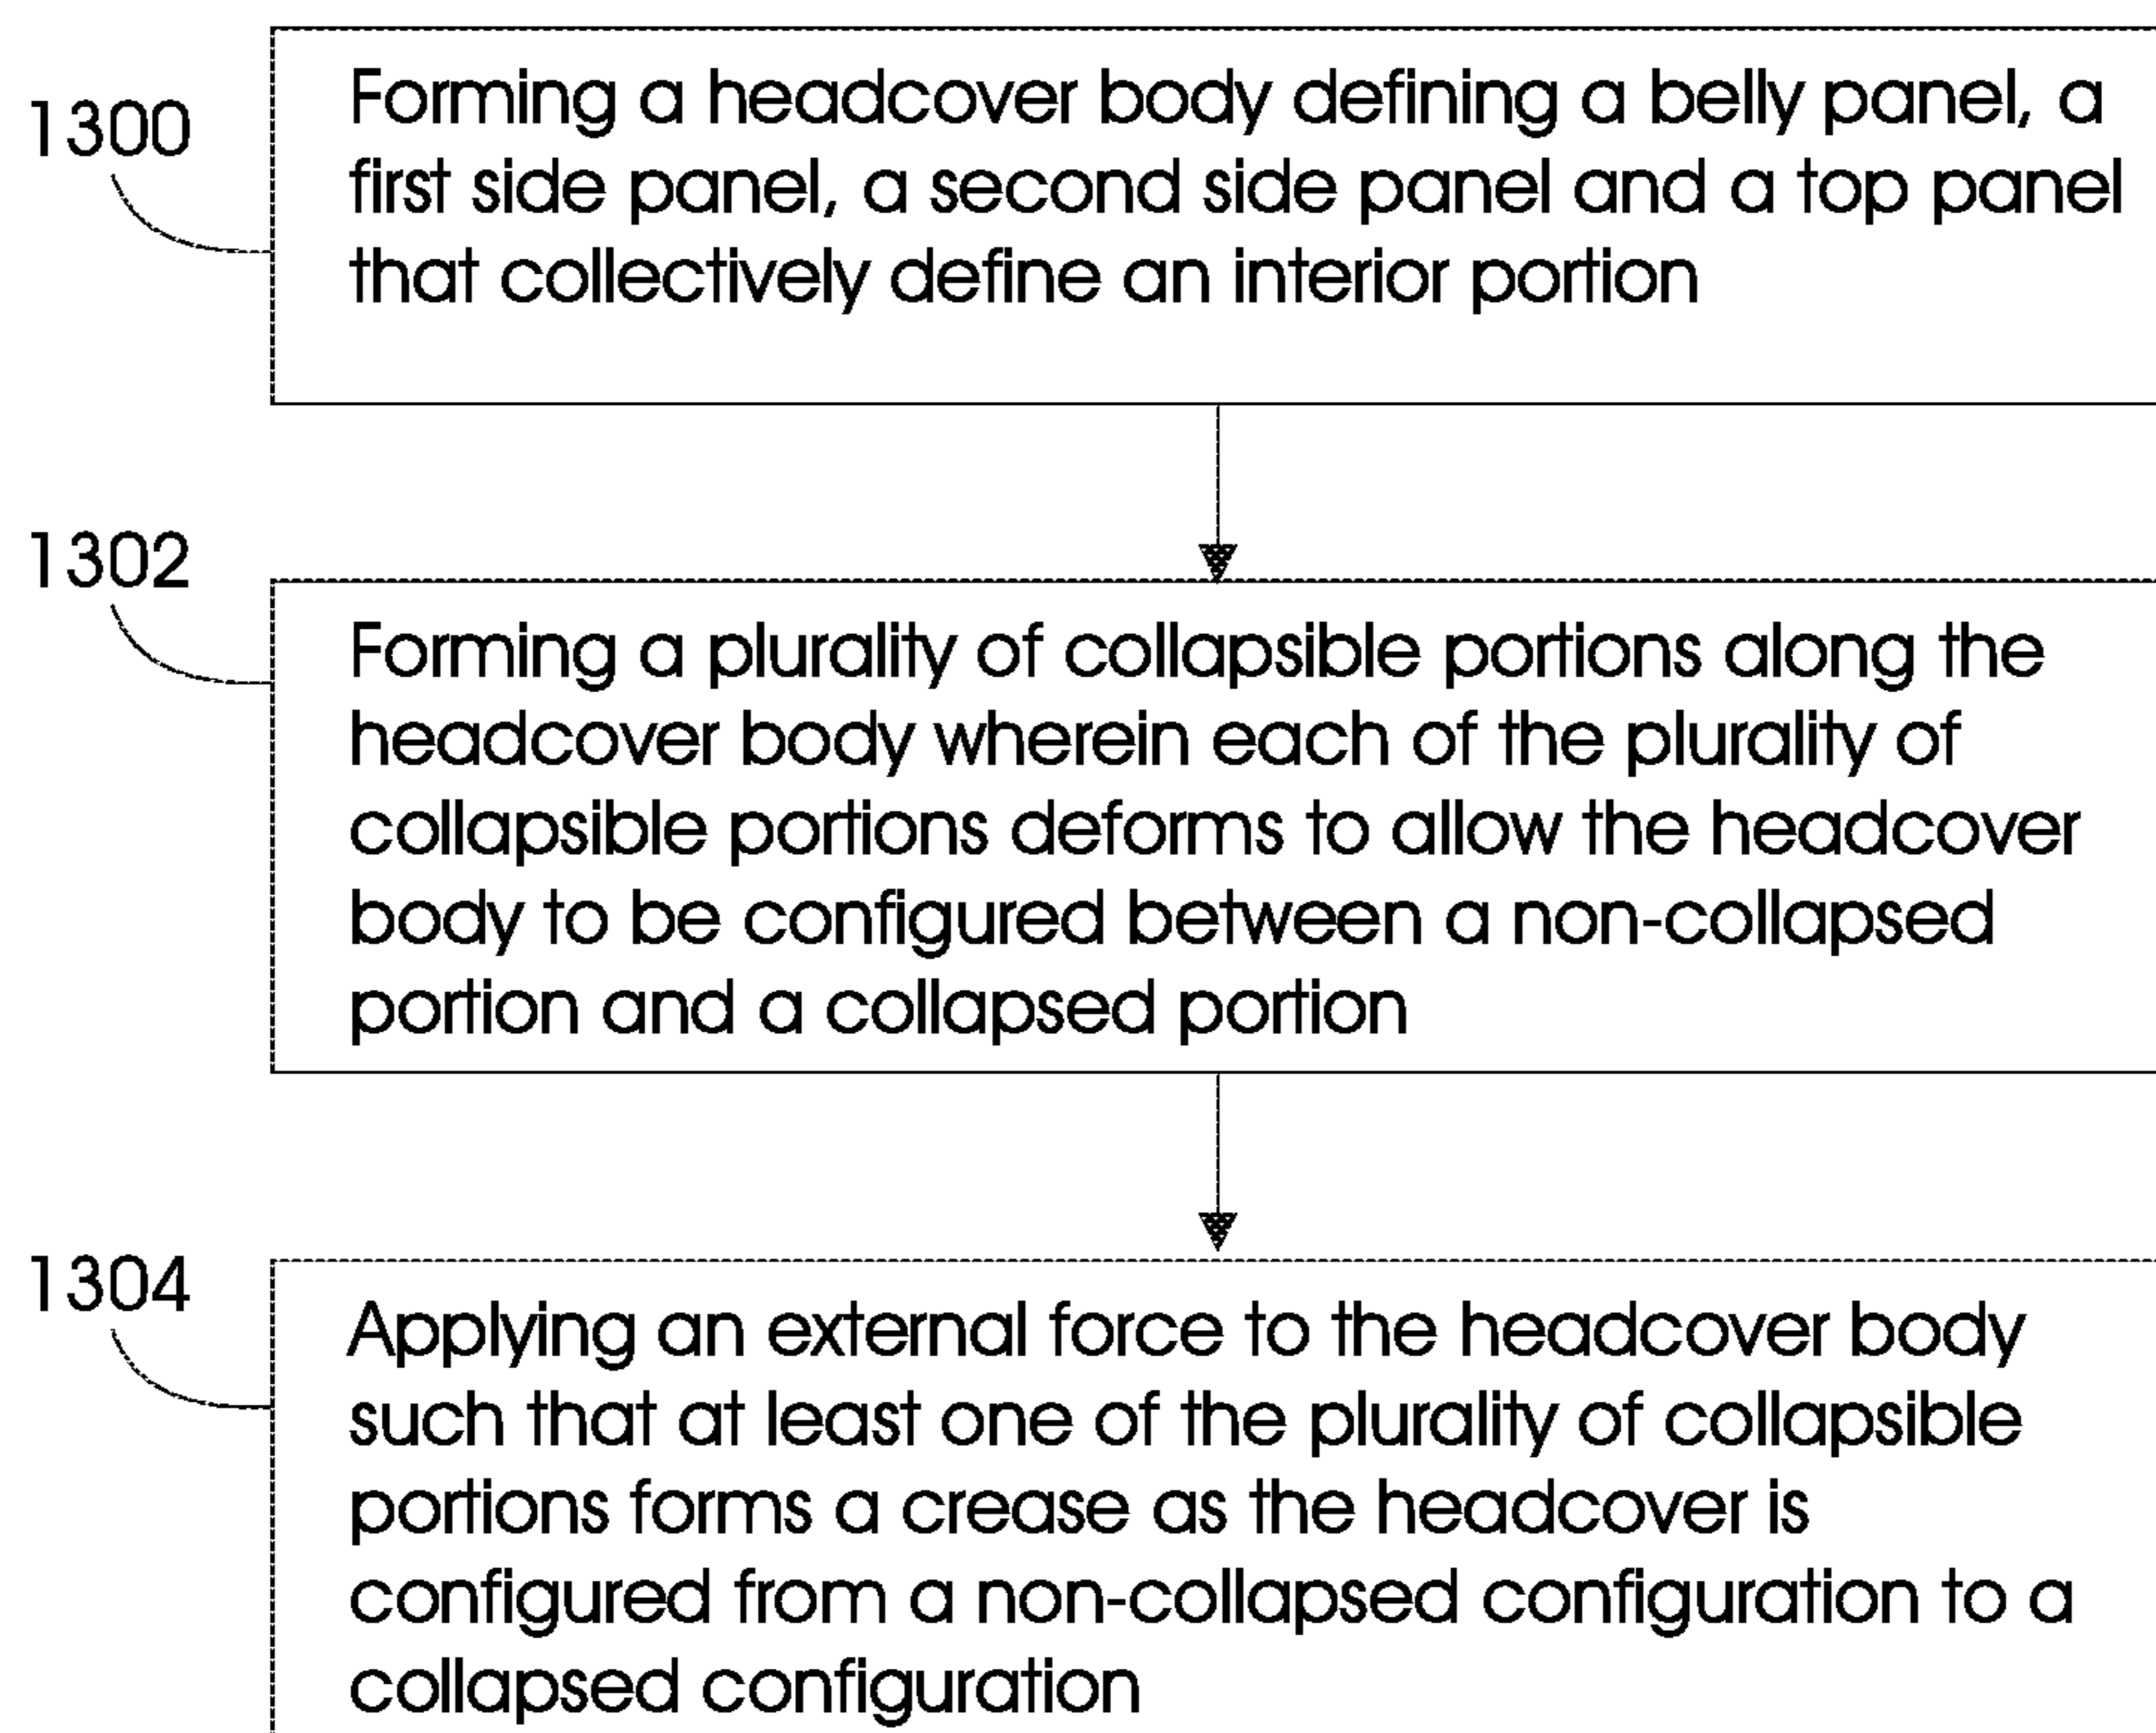 1300
Forming a headcover body defining a belly panel, a
first side panel, a second side panel and a top panel
that collectively define an interior portion
1302
Forming a plurality of collapsible portions along the
headcover body wherein each of the plurality of
collapsible portions deforms to allow the headcover
body to be configured between a non-collapsed
portion and a collapsed portion
1304
Applying an external force to the headcover body
such that at least one of the plurality of collapsible
portions forms a crease as the headcover is
configured from a non-collapsed configuration to a
collapsed configuration